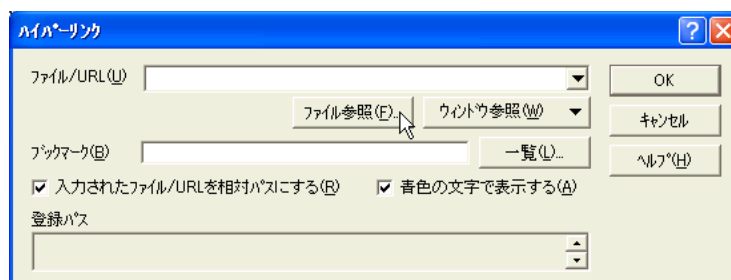 ﾊｲﾊﾟｰﾘﾝｸ
ﾌｧｲﾙ/URL(U)
OK
ﾌｧｲﾙ参照(F)...
ｳｨﾝﾄﾞｳ参照(W)
ｷｬﾝｾﾙ
ﾌﾞｯｸﾏｰｸ(B)
一覧(L)...
ﾍﾙﾌﾟ(H)
入力されたﾌｧｲﾙ/URLを相対ﾊﾟｽにする(R)
青色の文字で表示する(A)
登録ﾊﾟｽ